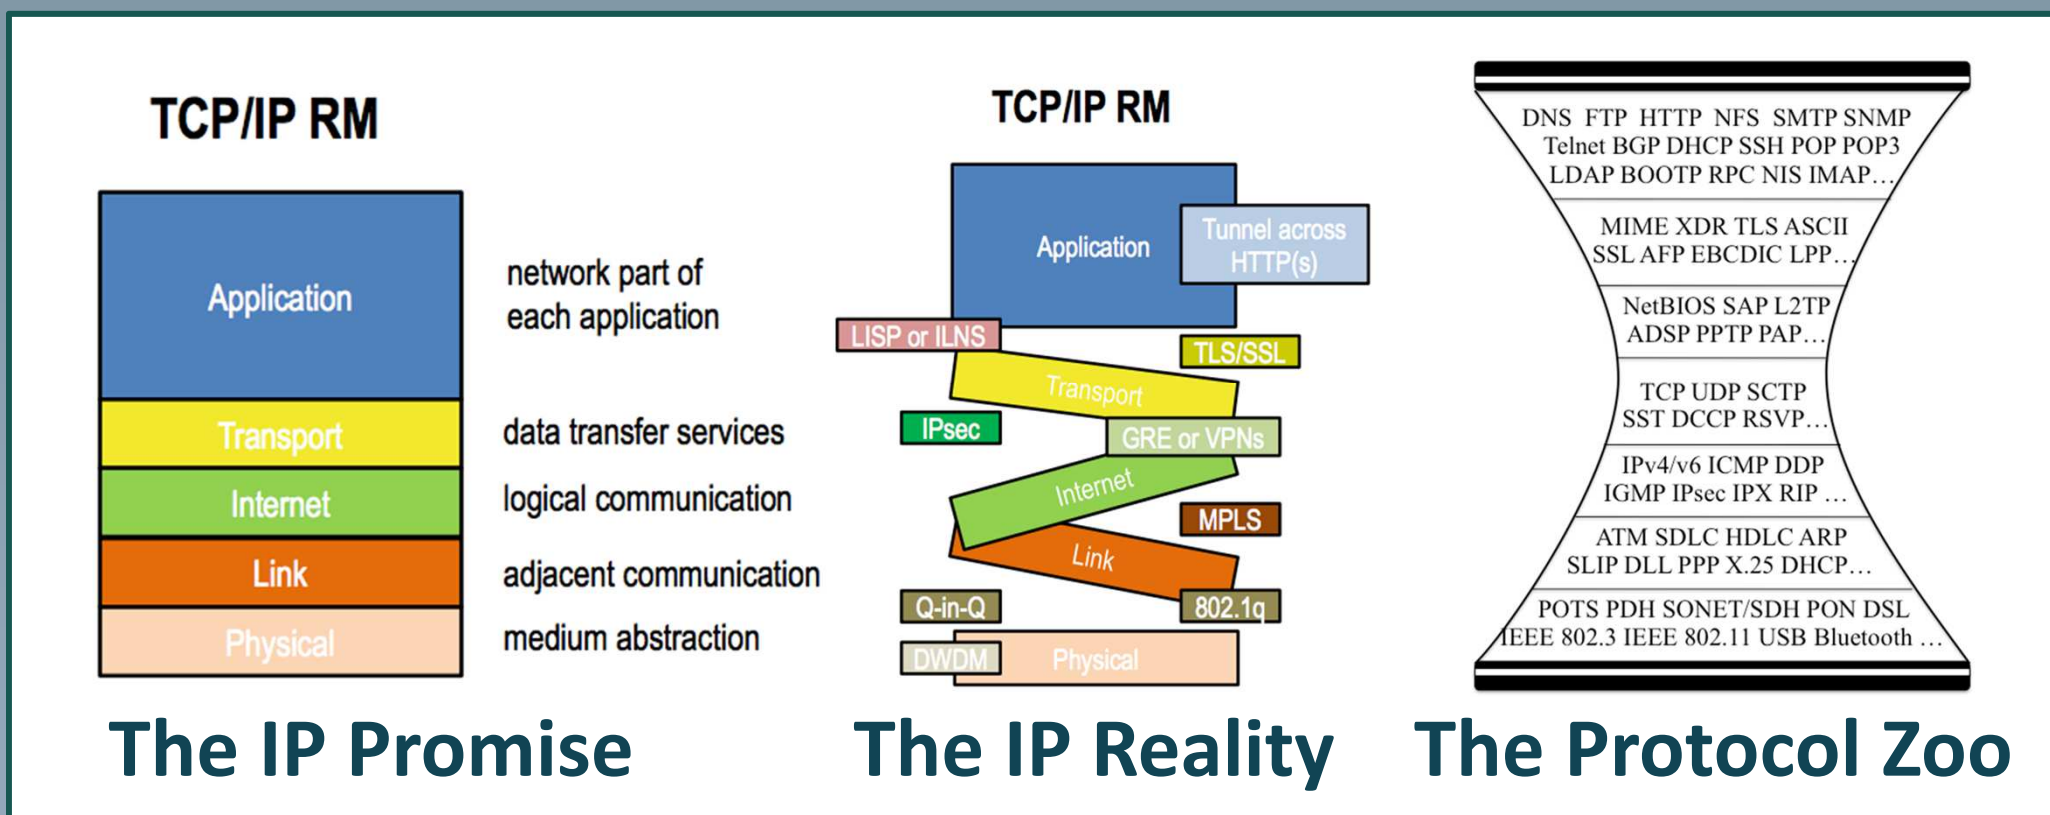 TCP/IP RM
Application
network part of
each application
Transport
data transfer services
Internet
logical communication
Link
adjacent communication
Physical
medium abstraction
The IP Promise
TCP/IP RM
Application
Tunnel across
HTTP(s)
LISP or ILNS
TLS/SSL
Transport
IPsec
GRE or VPNs
Internet
MPLS
Link
Q-in-Q
802.1q
DWDM
Physical
The IP Reality
DNS FTP HTTP NFS SMTP SNMP
Telnet BGP DHCP SSH POP POP3
LDAP BOOTP RPC NIS IMAP…
MIME XDR TLS ASCII
SSL AFP EBCDIC LPP…
NetBIOS SAP L2TP
ADSP PPTP PAP…
TCP UDP SCTP
SST DCCP RSVP…
IPv4/v6 ICMP DDP
IGMP IPsec IPX RIP …
ATM SDLC HDLC ARP
SLIP DLL PPP X.25 DHCP…
POTS PDH SONET/SDH PON DSL
IEEE 802.3 IEEE 802.11 USB Bluetooth …
The Protocol Zoo